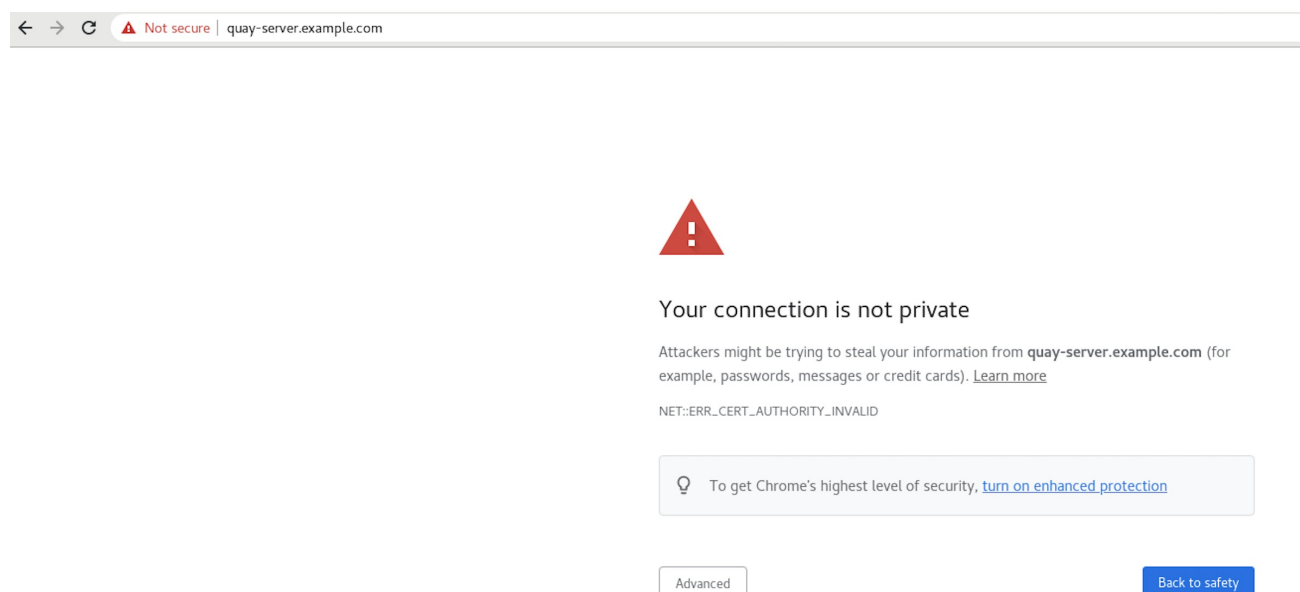 Not secure | quay-server.example.com
Your connection is not private
Attackers might be trying to steal your information from quay-server.example.com (for
example, passwords, messages or credit cards). Learn more
NET::ERR_CERT_AUTHORITY_INVALID
To get Chrome's highest level of security, turn on enhanced protection
Advanced
Back to safety